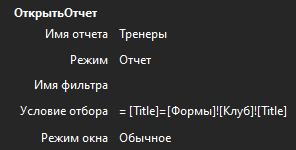 ОткрытьОтчет
Имя отчета Тренеры
Режим Отчет
Имя фильтра
Условие отбора = [Title]=[Формы]![Клуб]![Title]
Режим окна Обычное